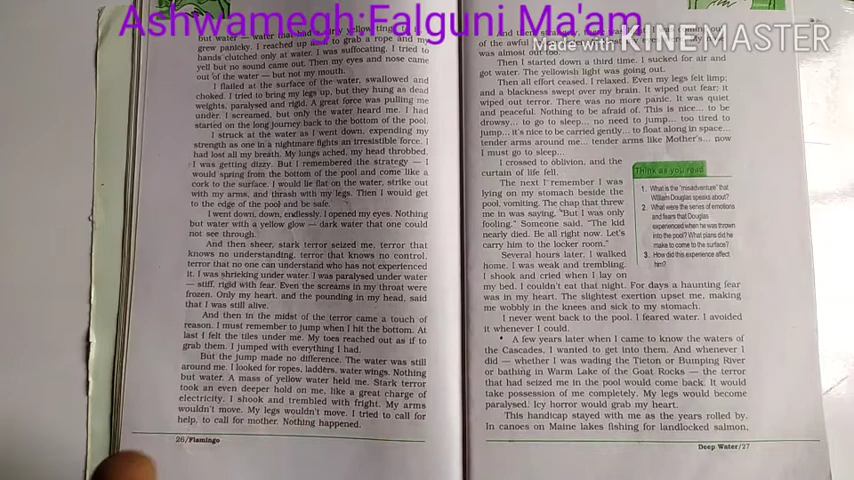 Ashwamegh:Falguni Ma'am
Made with KINEMASTER
but water — water that had a
grew panicky. I reached up as if to grab a rope and my
hands clutched only at water. I was suffocating. I tried to
yell but no sound came out. Then my eyes and nose came
out of the water — but not my mouth.
I flailed at the surface of the water, swallowed and
choked. I tried to bring my legs up, but they hung as dead
weights, paralysed and rigid. A great force was pulling me
under. I screamed, but only the water heard me. I had
started on the long journey back to the bottom of the pool.
I struck at the water as I went down, expending my
strength as one in a nightmare fights an irresistible force. I
had lost all my breath. My lungs ached, my head throbbed.
I was getting dizzy. But I remembered the strategy — I
would spring from the bottom of the pool and come like a
cork to the surface. I would lie flat on the water, strike out
with my arms, and thrash with my legs. Then I would get
to the edge of the pool and be safe.
I went down, down, endlessly. I opened my eyes. Nothing
but water with a yellow glow — dark water that one could
not see through.
And then sheer, stark terror seized me, terror that
knows no understanding, terror that knows no control,
terror that no one can understand who has not experienced
it. I was shrieking under water. I was paralysed under water
— stiff, rigid with fear. Even the screams in my throat were
frozen. Only my heart, and the pounding in my head, said
that I was still alive.
And then in the midst of the terror came a touch of
reason. I must remember to jump when I hit the bottom. At
last I felt the tiles under me. My toes reached out as if to
grab them. I jumped with everything I had.
But the jump made no difference. The water was still
around me. I looked for ropes, ladders, water wings. Nothing
but water. A mass of yellow water held me. Stark terror
took an even deeper hold on me, like a great charge of
electricity. I shook and trembled with fright. My arms
wouldn't move. My legs wouldn't move. I tried to call for
help, to call for mother. Nothing happened.
26/Flamingo
And then,
of the awful
was almost out too.
Then I started down a third time. I sucked for air and
got water. The yellowish light was going out.
Then all effort ceased. I relaxed. Even my legs felt limp;
and a blackness swept over my brain. It wiped out fear; it
wiped out terror. There was no more panic. It was quiet
and peaceful. Nothing to be afraid of. This is nice... to be
drowsy... to go to sleep... no need to jump... too tired to
jump... it's nice to be carried gently... to float along in space...
tender arms around me... tender arms like Mother's... now
I must go to sleep...
I crossed to oblivion, and the
curtain of life fell.
The next I remember I was
lying on my stomach beside the
pool, vomiting. The chap that threw
me in was saying, "But I was only
fooling." Someone said, "The kid
nearly died. Be all right now. Let's
carry him to the locker room."
Several hours later, I walked
home. I was weak and trembling.
I shook and cried when I lay on
my bed. I couldn't eat that night. For days a haunting fear
was in my heart. The slightest exertion upset me, making
me wobbly in the knees and sick to my stomach.
I never went back to the pool. I feared water. I avoided
it whenever I could.
A few years later when I came to know the waters of
the Cascades, I wanted to get into them. And whenever I
did — whether I was wading the Tieton or Bumping River
or bathing in Warm Lake of the Goat Rocks — the terror
that had seized me in the pool would come back. It would
take possession of me completely. My legs would become
paralysed. Icy horror would grab my heart.
This handicap stayed with me as the years rolled by.
In canoes on Maine lakes fishing for landlocked salmon,
Think as you read
1. What is the "misadventure" that
William Douglas speaks about?
2. What were the series of emotions
and fears that Douglas
experienced when he was thrown
into the pool? What plans did he
make to come to the surface?
3. How did this experience affect
him?
Deep Water/27